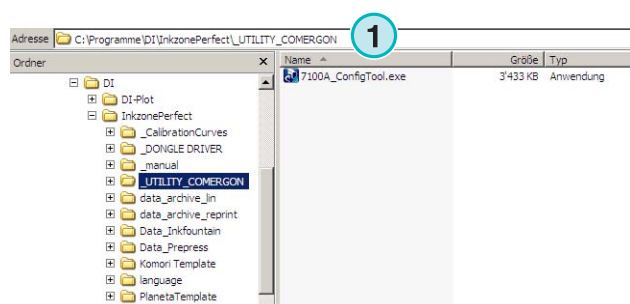 Adresse C:\Programme\DI\InkzonePerfect\_UTILITY_COMERGON
1
Ordner
Name Größe Typ
7100A_ConfigTool.exe 3'433 KB Anwendung
DI
DI-Plot
InkzonePerfect
_CalibrationCurves
_DONGLE DRIVER
_manual
_UTILITY_COMERGON
data_archive_lin
data_archive_reprint
Data_Inkfountain
Data_Prepress
Komori Template
language
PlanetaTemplate